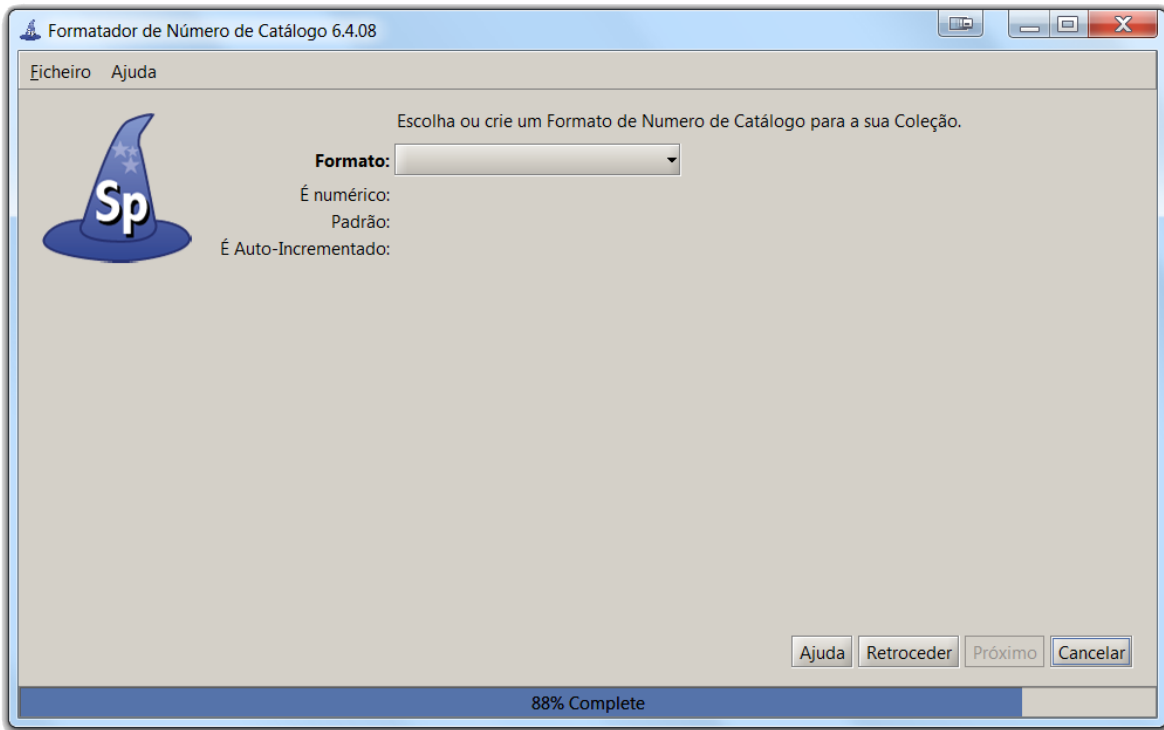 Formatador de Número de Catálogo 6.4.08
Ficheiro Ajuda
Sp
Escolha ou crie um Formato de Numero de Catálogo para a sua Coleção.
Formato:
É numérico:
Padrão:
É Auto-Incrementado:
Ajuda Retroceder Próximo Cancelar
88% Complete